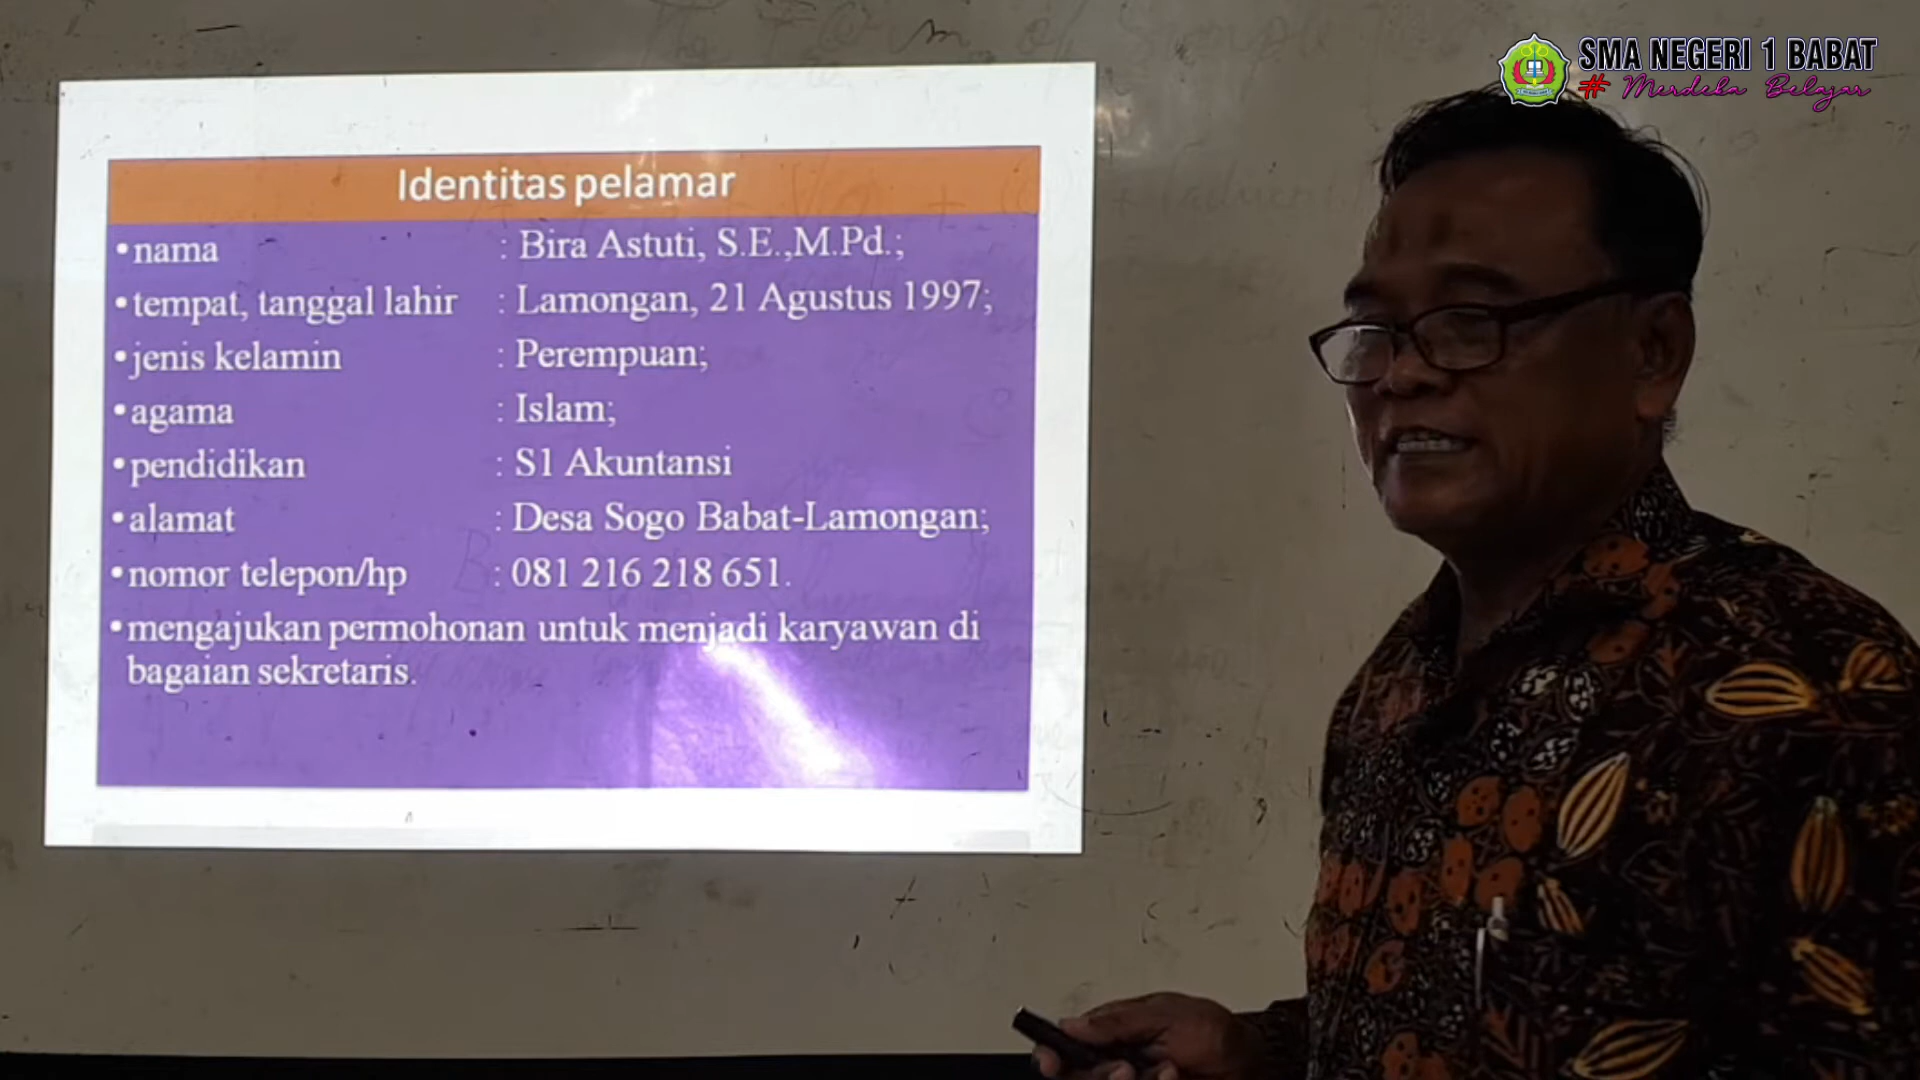 SMA NEGERI 1 BABAT
# Merdeka Belajar
Identitas pelamar
•nama : Bira Astuti, S.E.,M.Pd.;
•tempat, tanggal lahir : Lamongan, 21 Agustus 1997;
•jenis kelamin : Perempuan;
•agama : Islam;
•pendidikan : S1 Akuntansi
•alamat : Desa Sogo Babat-Lamongan;
•nomor telepon/hp : 081 216 218 651.
•mengajukan permohonan untuk menjadi karyawan di
bagaian sekretaris.